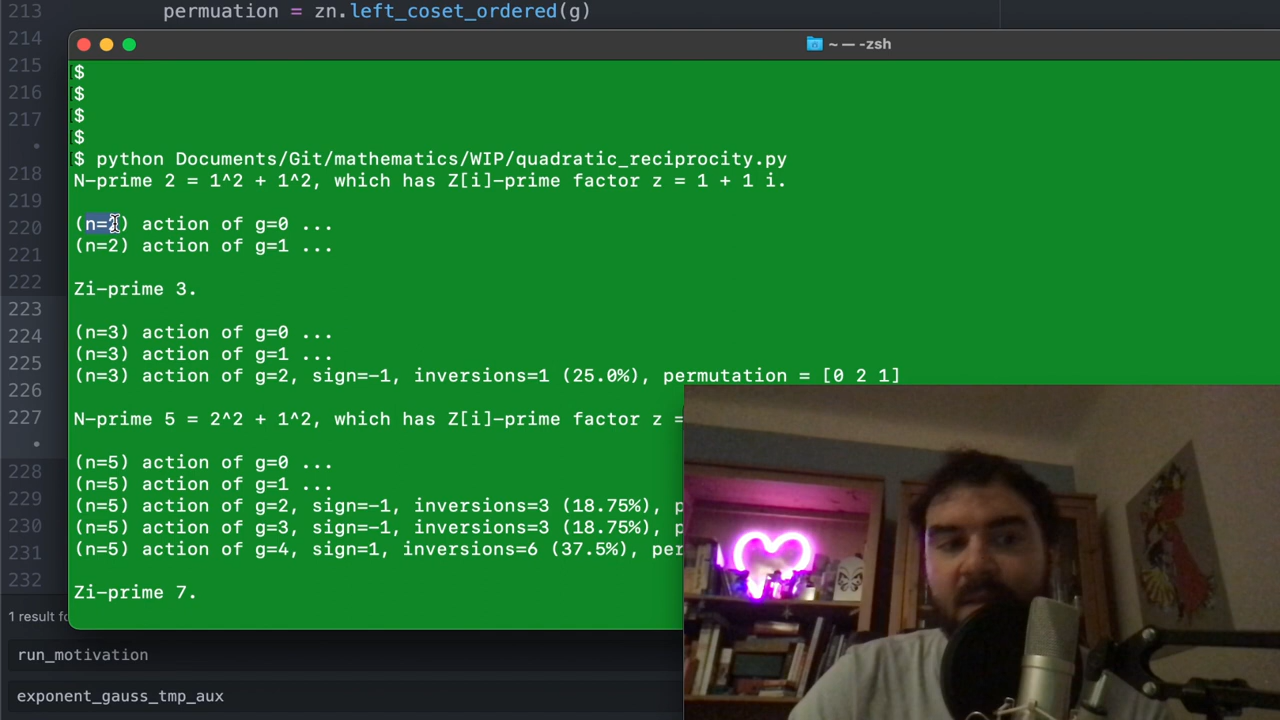 213 permuation = zn.left_coset_ordered(g)
214
~ — -zsh
215 $
216 $
217 $
$
$ python Documents/Git/mathematics/WIP/quadratic_reciprocity.py
218 N-prime 2 = 1^2 + 1^2, which has Z[i]-prime factor z = 1 + 1 i.
219
220 (n=2) action of g=0 ...
221 (n=2) action of g=1 ...
222 Zi-prime 3.
223
224 (n=3) action of g=0 ...
(n=3) action of g=1 ...
225 (n=3) action of g=2, sign=-1, inversions=1 (25.0%), permutation = [0 2 1]
226
227 N-prime 5 = 2^2 + 1^2, which has Z[i]-prime factor z =
228 (n=5) action of g=0 ...
(n=5) action of g=1 ...
229 (n=5) action of g=2, sign=-1, inversions=3 (18.75%), p
230 (n=5) action of g=3, sign=-1, inversions=3 (18.75%), p
231 (n=5) action of g=4, sign=1, inversions=6 (37.5%), per
232 Zi-prime 7.
1 result fo
run_motivation
exponent_gauss_tmp_aux